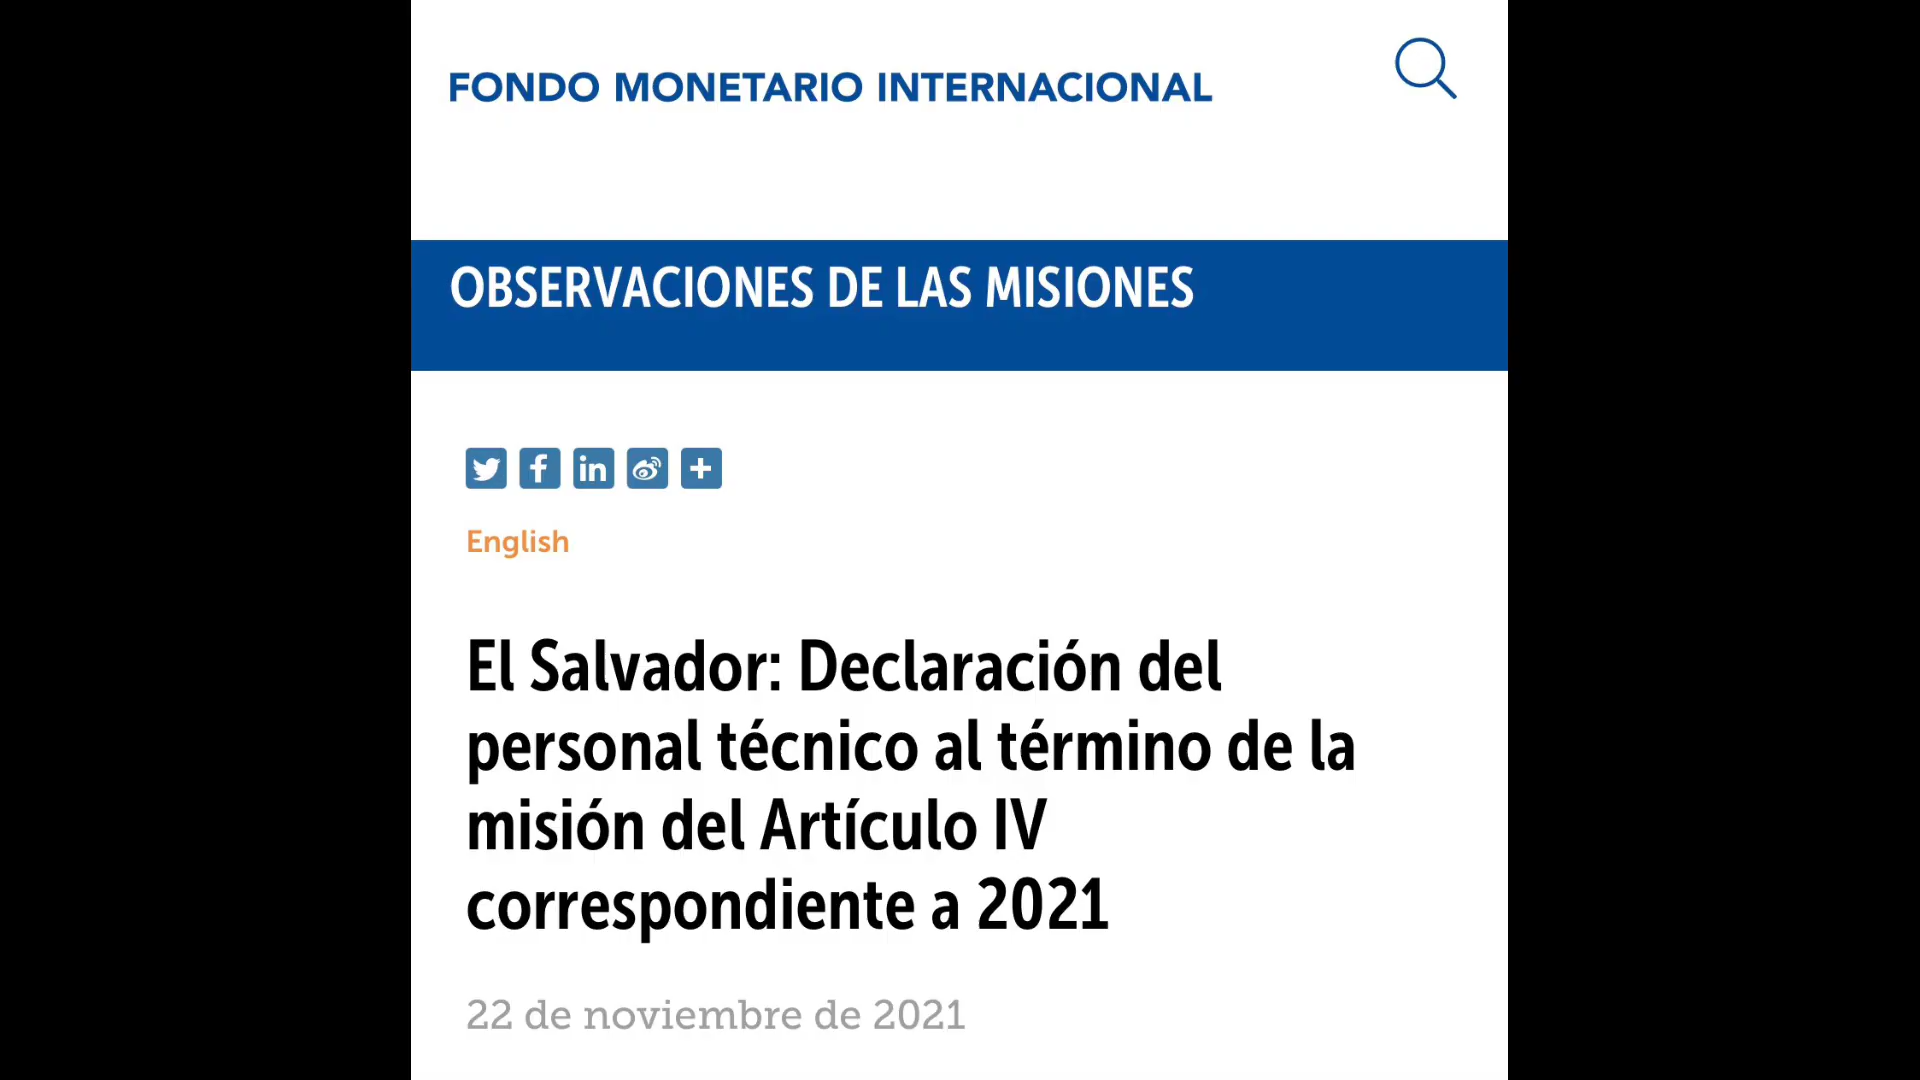 FONDO MONETARIO INTERNACIONAL
OBSERVACIONES DE LAS MISIONES
English
El Salvador: Declaración del
personal técnico al término de la
misión del Artículo IV
correspondiente a 2021
22 de noviembre de 2021